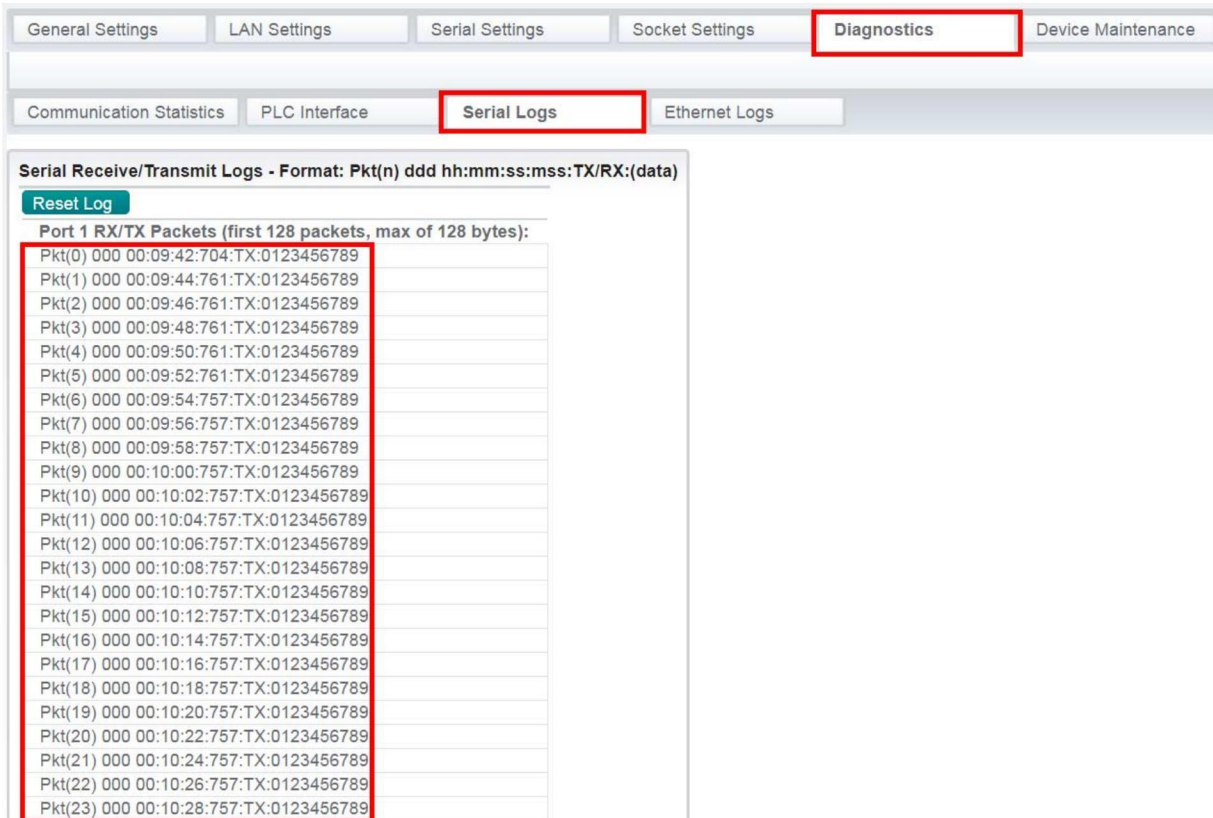 General Settings LAN Settings Serial Settings Socket Settings Diagnostics Device Maintenance
Communication Statistics PLC Interface Serial Logs Ethernet Logs
Serial Receive/Transmit Logs - Format: Pkt(n) ddd hh:mm:ss:mss:TX/RX:(data)
Reset Log
Port 1 RX/TX Packets (first 128 packets, max of 128 bytes):
Pkt(0) 000 00:09:42:704:TX:0123456789
Pkt(1) 000 00:09:44:761:TX:0123456789
Pkt(2) 000 00:09:46:761:TX:0123456789
Pkt(3) 000 00:09:48:761:TX:0123456789
Pkt(4) 000 00:09:50:761:TX:0123456789
Pkt(5) 000 00:09:52:761:TX:0123456789
Pkt(6) 000 00:09:54:757:TX:0123456789
Pkt(7) 000 00:09:56:757:TX:0123456789
Pkt(8) 000 00:09:58:757:TX:0123456789
Pkt(9) 000 00:10:00:757:TX:0123456789
Pkt(10) 000 00:10:02:757:TX:0123456789
Pkt(11) 000 00:10:04:757:TX:0123456789
Pkt(12) 000 00:10:06:757:TX:0123456789
Pkt(13) 000 00:10:08:757:TX:0123456789
Pkt(14) 000 00:10:10:757:TX:0123456789
Pkt(15) 000 00:10:12:757:TX:0123456789
Pkt(16) 000 00:10:14:757:TX:0123456789
Pkt(17) 000 00:10:16:757:TX:0123456789
Pkt(18) 000 00:10:18:757:TX:0123456789
Pkt(19) 000 00:10:20:757:TX:0123456789
Pkt(20) 000 00:10:22:757:TX:0123456789
Pkt(21) 000 00:10:24:757:TX:0123456789
Pkt(22) 000 00:10:26:757:TX:0123456789
Pkt(23) 000 00:10:28:757:TX:0123456789